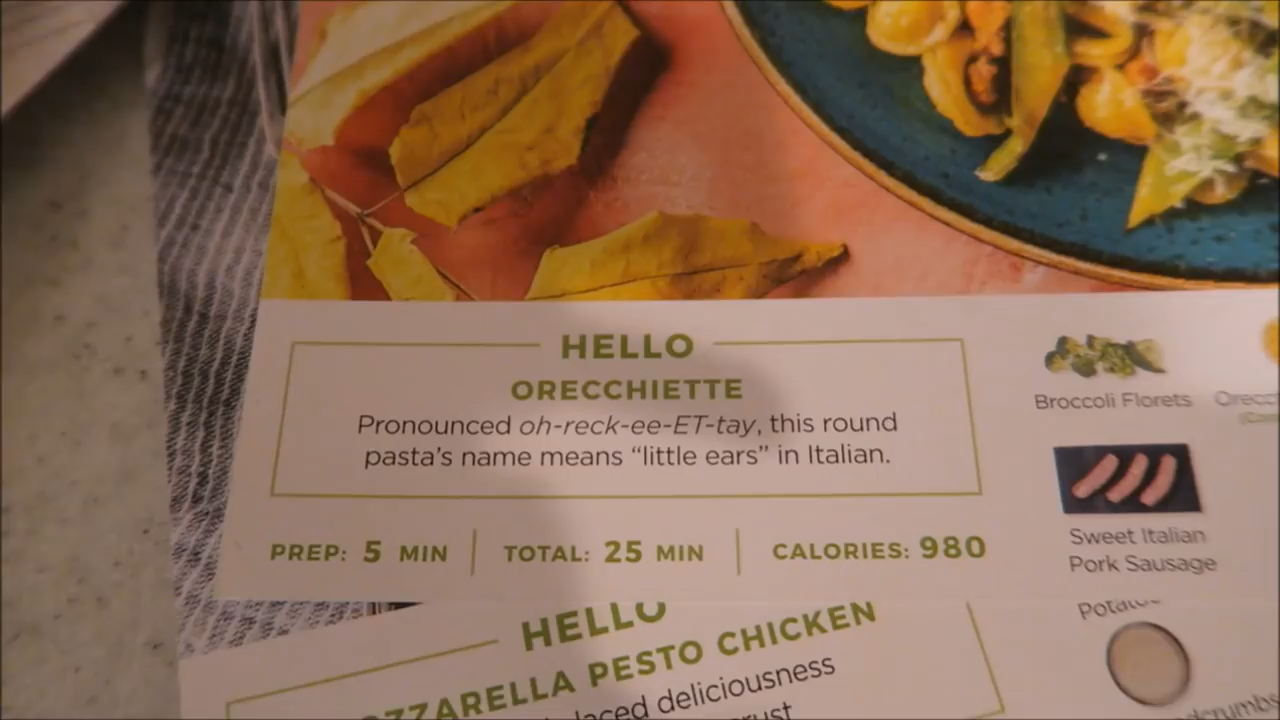 HELLO
ORECCHIETTE
Pronounced oh-reck-ee-ET-tay, this round
pasta's name means “little ears” in Italian.
PREP: 5 MIN
TOTAL: 25 MIN
CALORIES: 980
Broccoli Florets
Sweet Italian
Pork Sausage
HELLO
PESTO CHICKEN
deliciousness